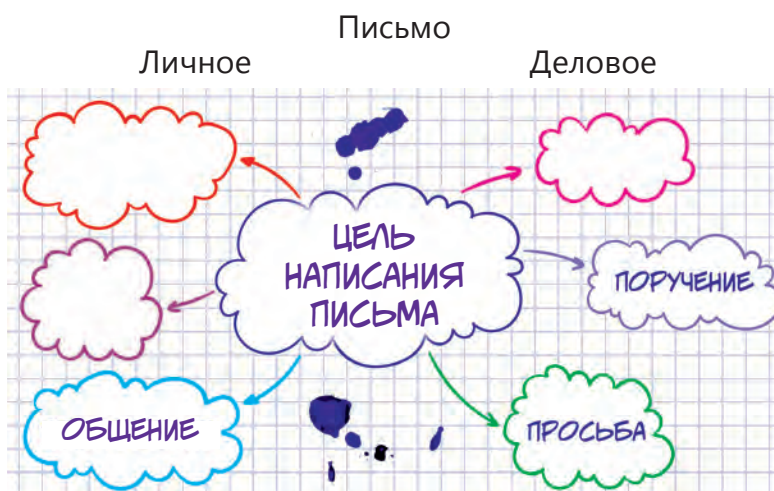 Письмо
Личное
Деловое
ЦЕЛЬ
НАПИСАНИЯ
ПИСЬМА
ПОРУЧЕНИЕ
ОБЩЕНИЕ
ПРОСЬБА